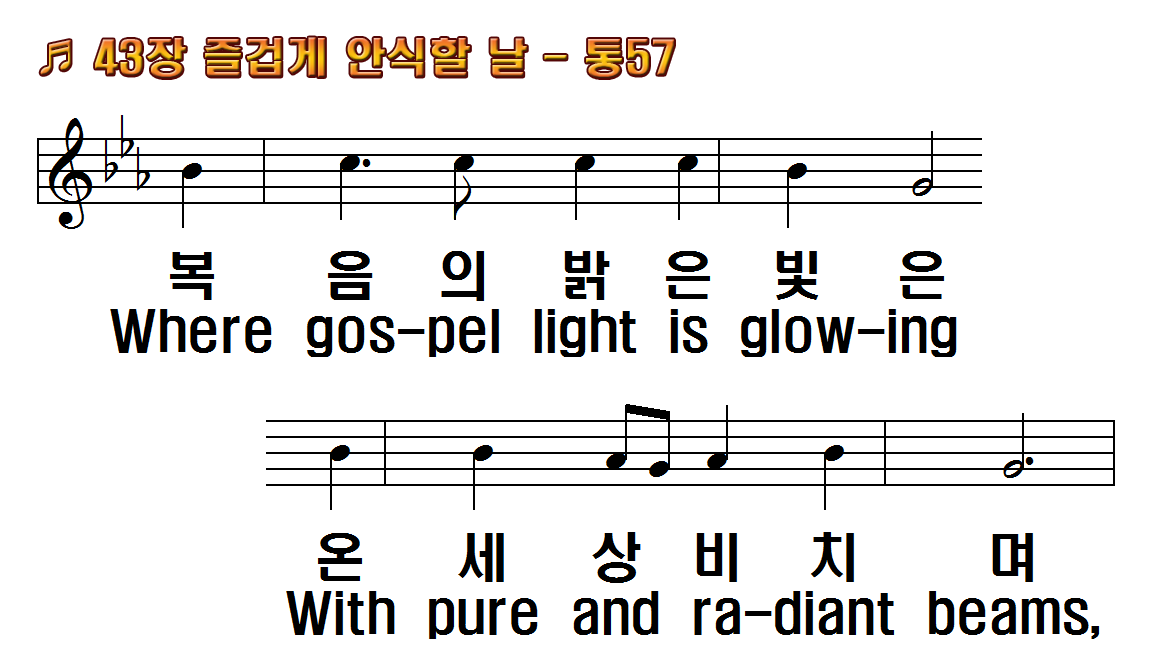 ♬ 43장 즐겁게 안식할 날 - 통57
복 음 의 밝 은 빛 은
Where gos-pel light is glow-ing
온 세 상 비 치 며
With pure and ra-diant beams,